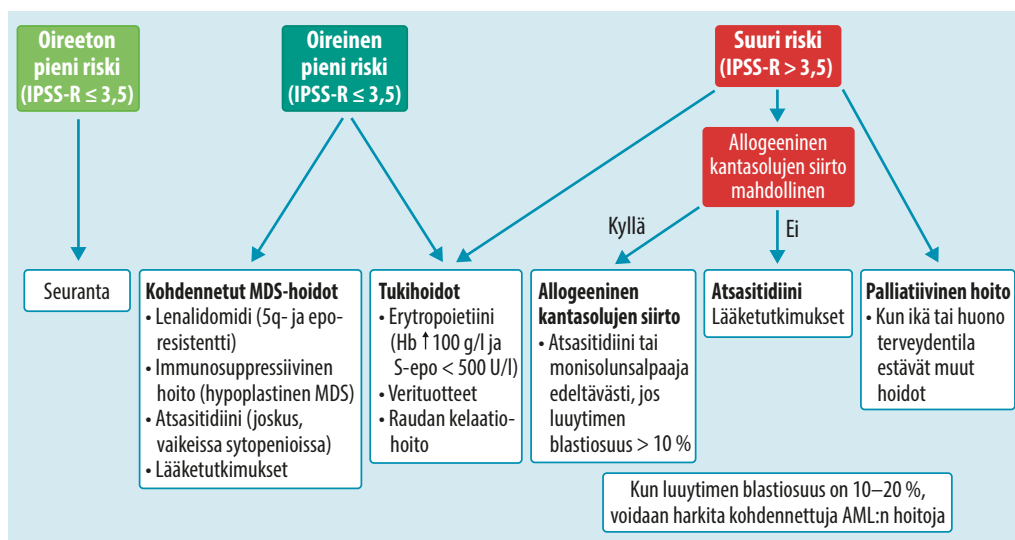 Oireeton
pieni riski
(IPSS-R ≤ 3,5)
Oireinen
pieni riski
(IPSS-R ≤ 3,5)
Suuri riski
(IPSS-R > 3,5)
Allogeeninen
kantasolujen siirto
mahdollinen
Kyllä
Ei
Seuranta
Kohdennetut MDS-hoidot
• Lenalidomidi (5q- ja epo-
resistentti)
• Immunosuppressiivinen
hoito (hypoplastinen MDS)
• Atsasitidiini (joskus,
vaikeissa sytopenioissa)
• Lääketutkimukset
Tukihoidot
• Erytropoietiini
(Hb ↑ 100 g/l ja
S-epo < 500 U/l)
• Verituotteet
• Raudan kelaatio-
hoito
Allogeeninen
kantasolujen siirto
• Atsasitidiini tai
monisolunsalpaaja
edeltävästi, jos
luuytimen
blastiosuus > 10 %
Atsasitidiini
Lääketutkimukset
Palliatiivinen hoito
• Kun ikä tai huono
terveydentila
estävät muut
hoidot
Kun luuytimen blastiosuus on 10–20 %,
voidaan harkita kohdennettuja AML:n hoitoja